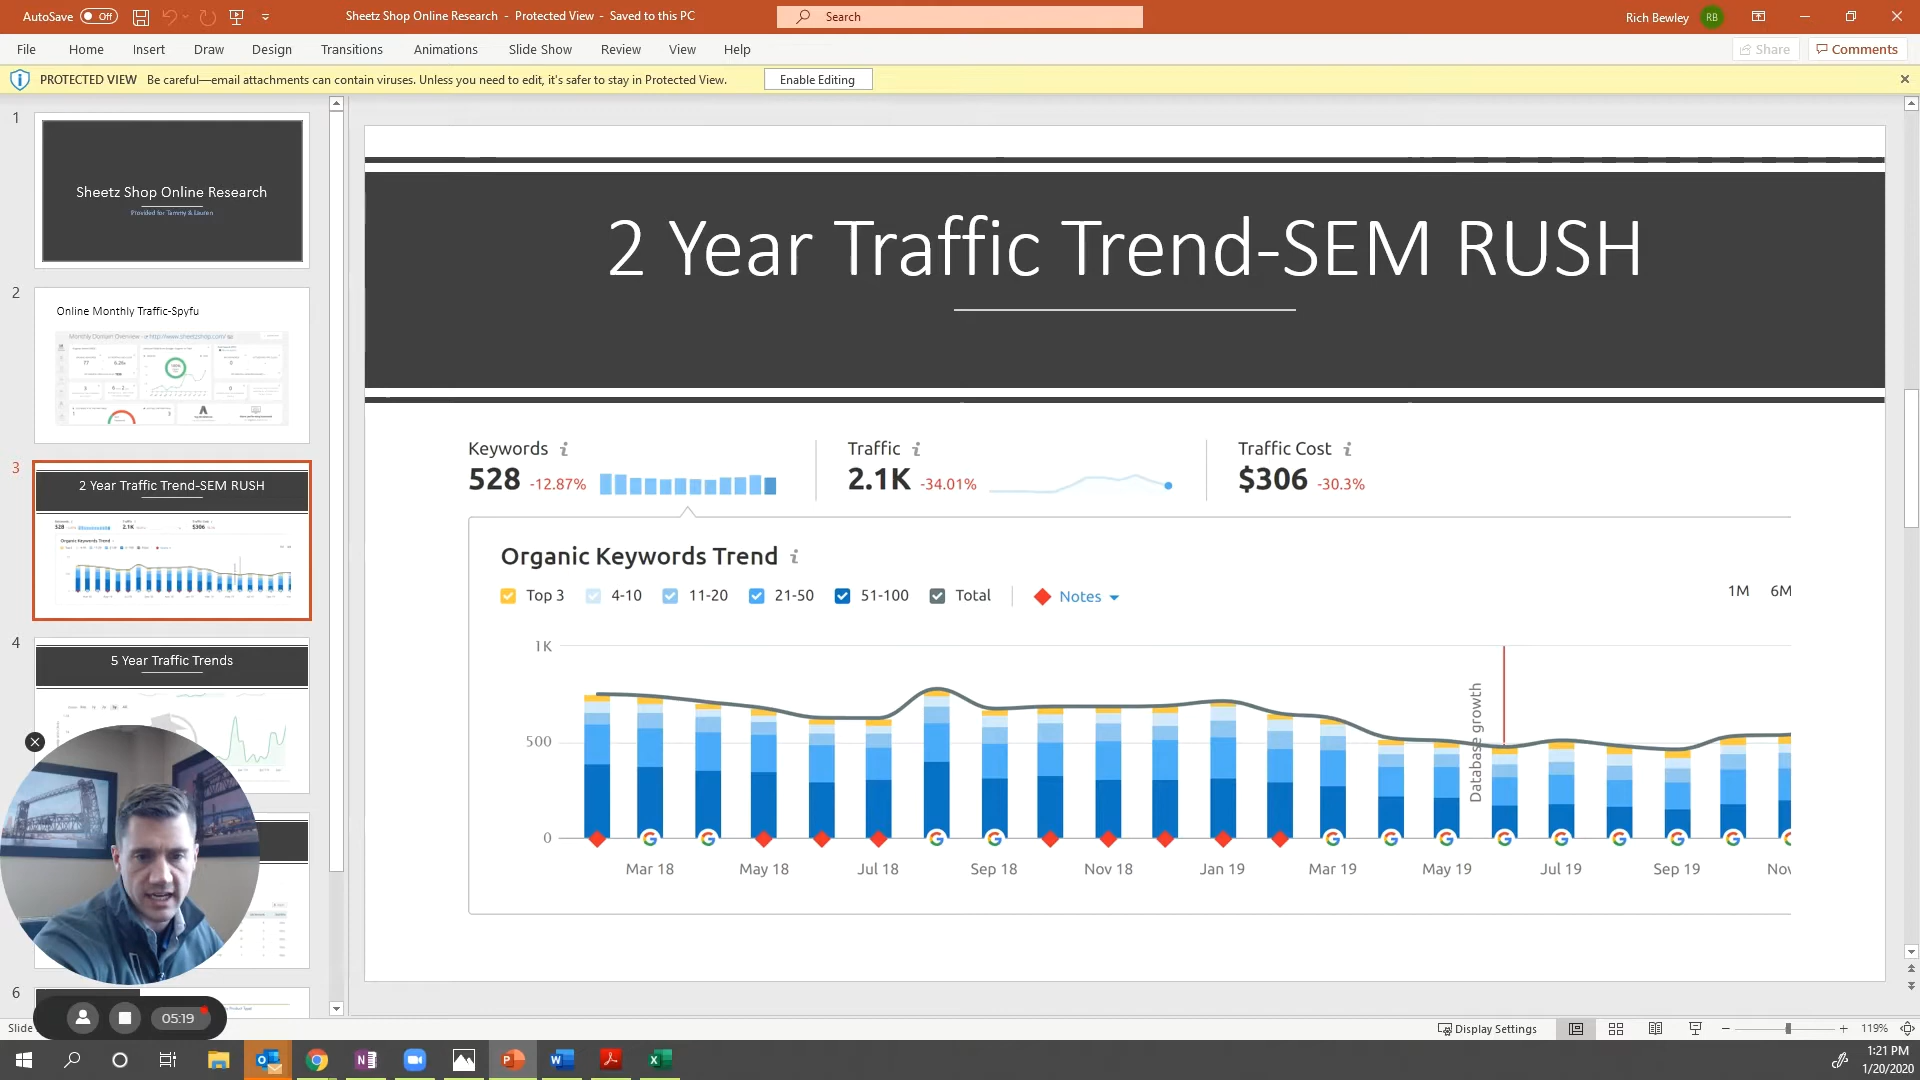 AutoSave Off
Sheetz Shop Online Research - Protected View - Saved to this PC
Search
Rich Bewley RB
File Home Insert Draw Design Transitions Animations Slide Show Review View Help
Share Comments
PROTECTED VIEW Be careful—email attachments can contain viruses. Unless you need to edit, it's safer to stay in Protected View. Enable Editing
1
Sheetz Shop Online Research
Provided for Tammy & Lauren
2
Online Monthly Traffic-Spyfu
3
2 Year Traffic Trend-SEM RUSH
4
5 Year Traffic Trends
6
05:19
2 Year Traffic Trend-SEM RUSH
Keywords
528 -12.87%
Traffic
2.1K -34.01%
Traffic Cost
$306 -30.3%
Organic Keywords Trend
Top 3 4-10 11-20 21-50 51-100 Total Notes
1M 6M
1K
500
0
Database growth
Mar 18 May 18 Jul 18 Sep 18 Nov 18 Jan 19 Mar 19 May 19 Jul 19 Sep 19 Nov
Slide
Display Settings
119%
1:21 PM
1/20/2020